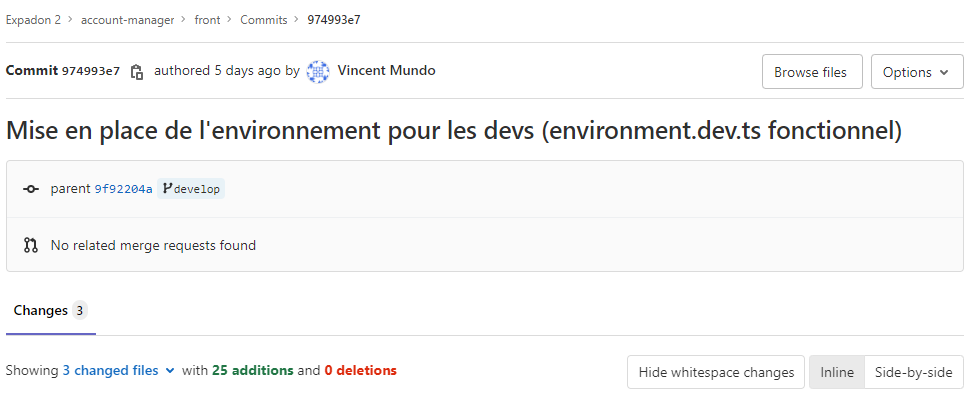 Expadon 2 > account-manager > front > Commits > 974993e7
Commit 974993e7 authored 5 days ago by Vincent Mundo Browse files Options
Mise en place de l'environnement pour les devs (environment.dev.ts fonctionnel)
parent 9f92204a develop
No related merge requests found
Changes 3
Showing 3 changed files with 25 additions and 0 deletions Hide whitespace changes Inline Side-by-side